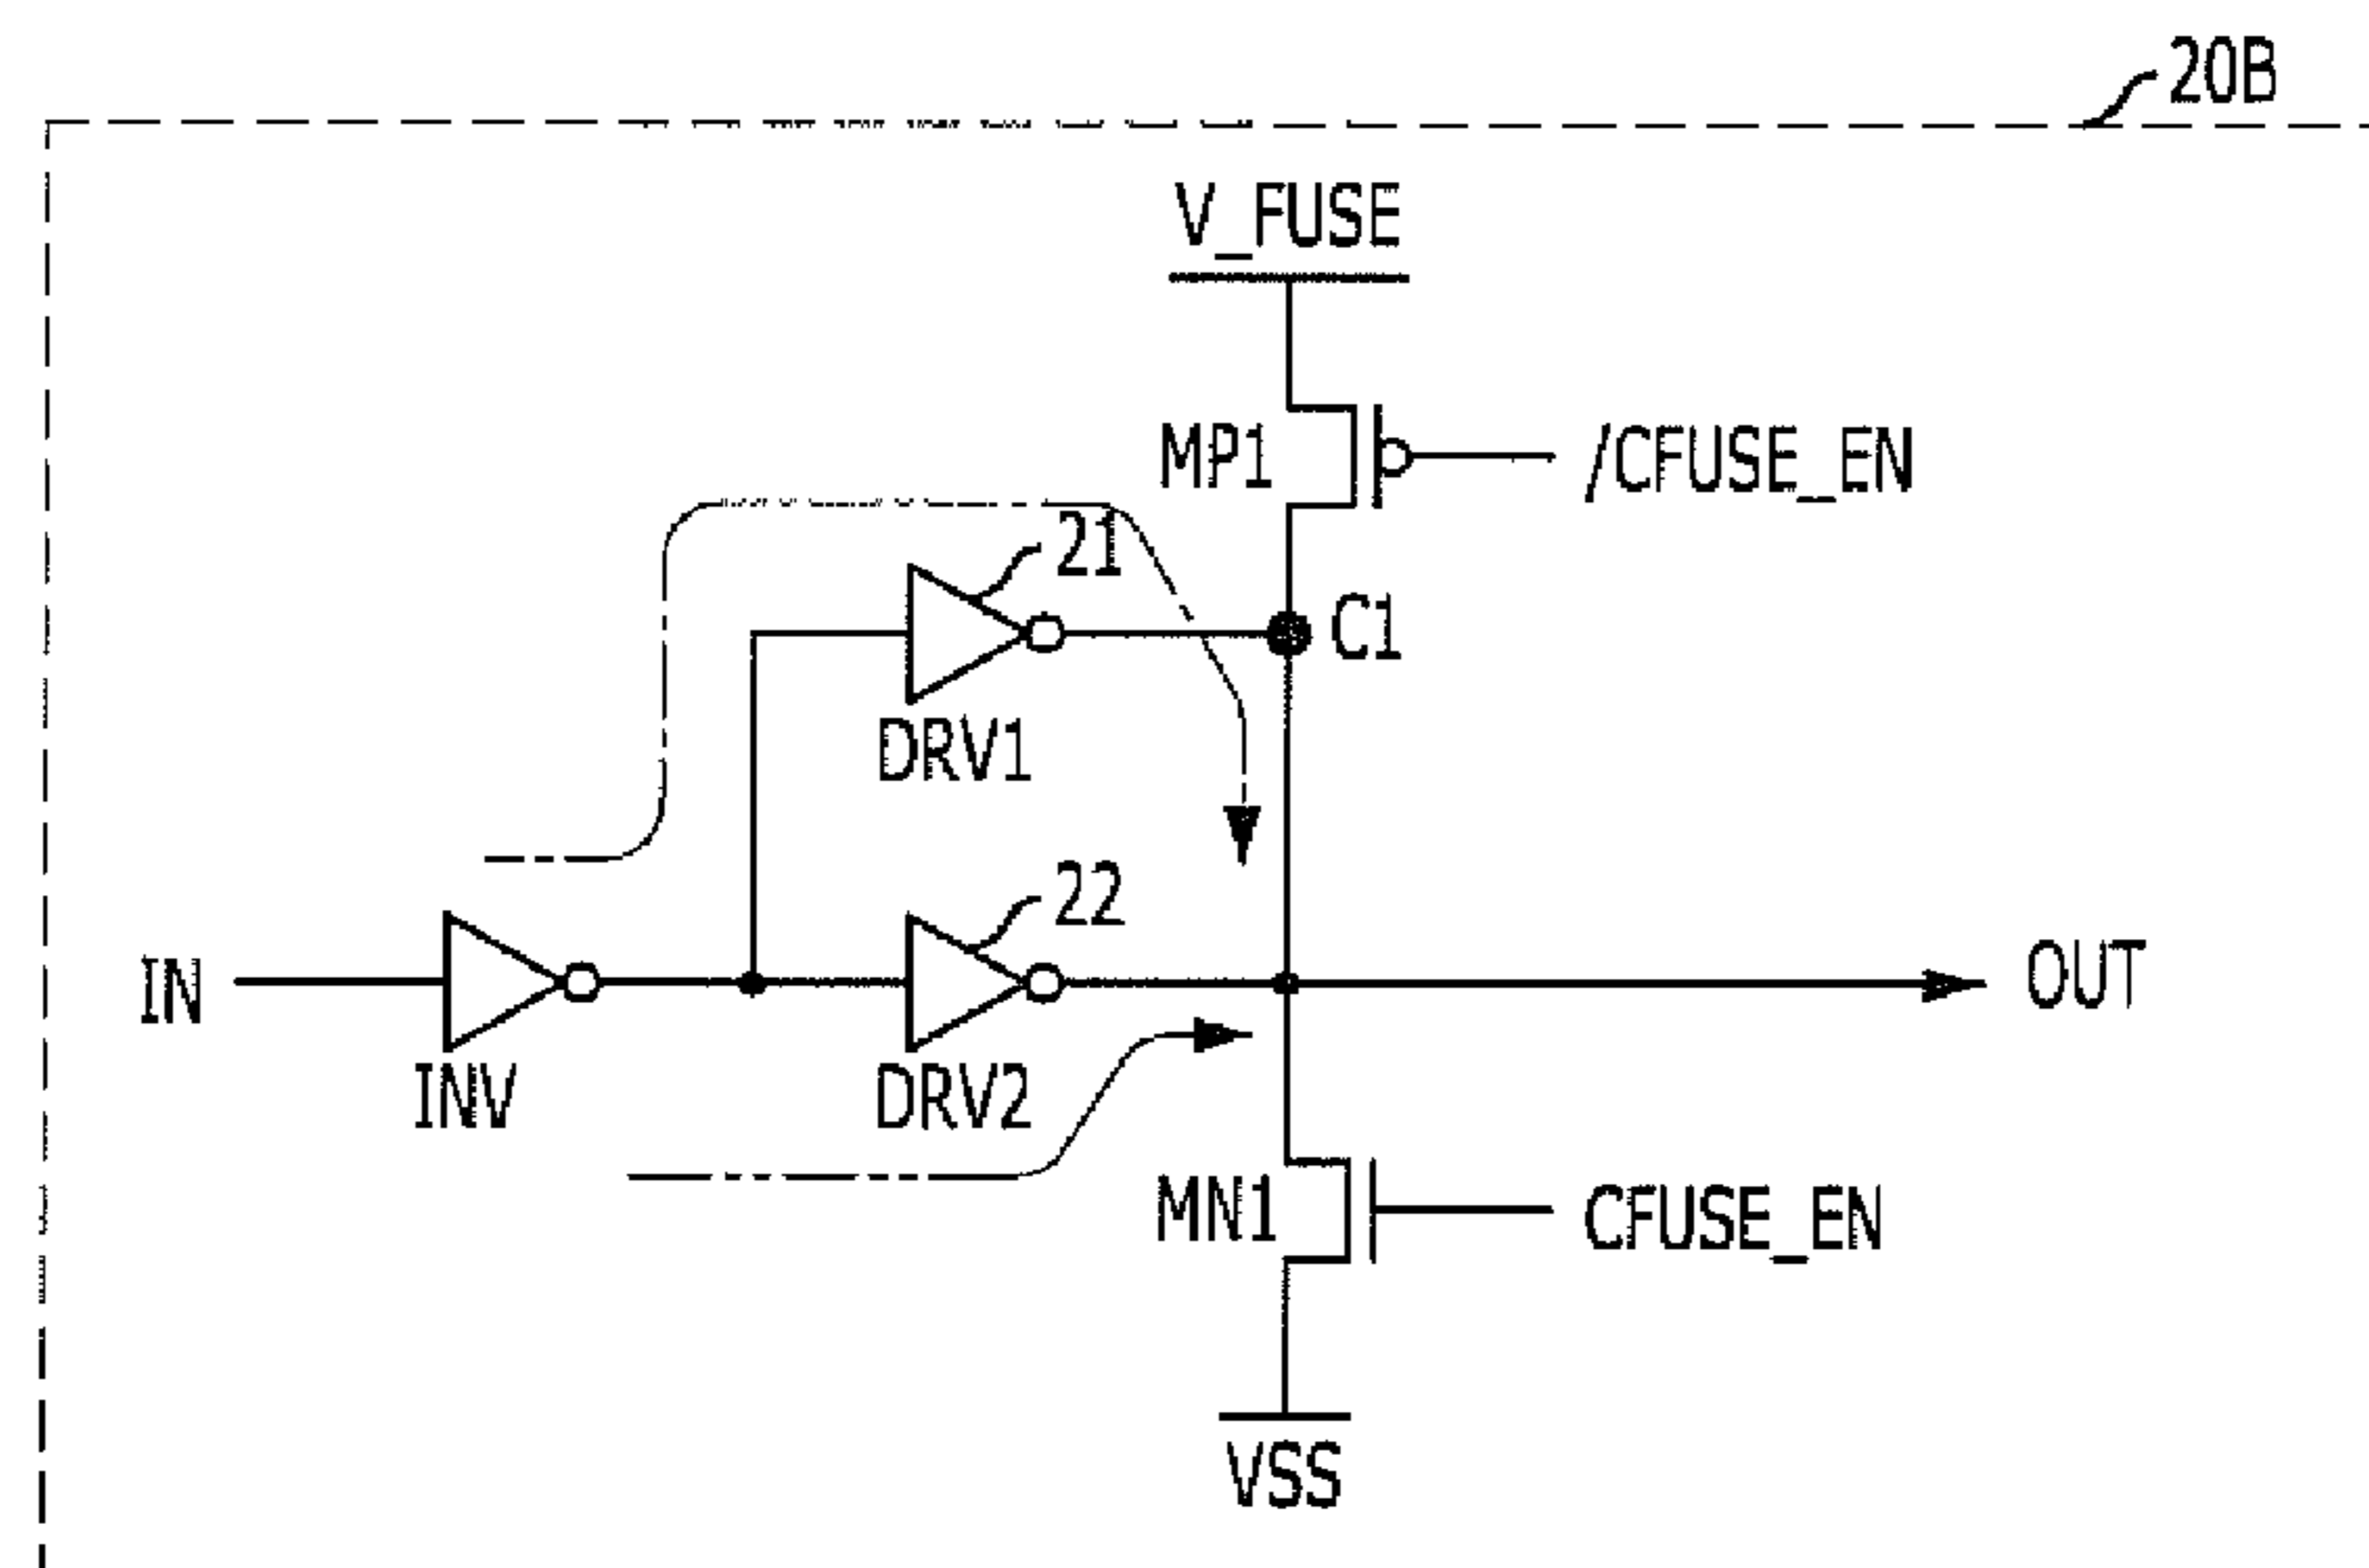 20B
V_FUSE
MP1
/CFUSE_EN
21
C1
DRV1
22
IN
OUT
INV
DRV2
MN1
CFUSE_EN
VSS